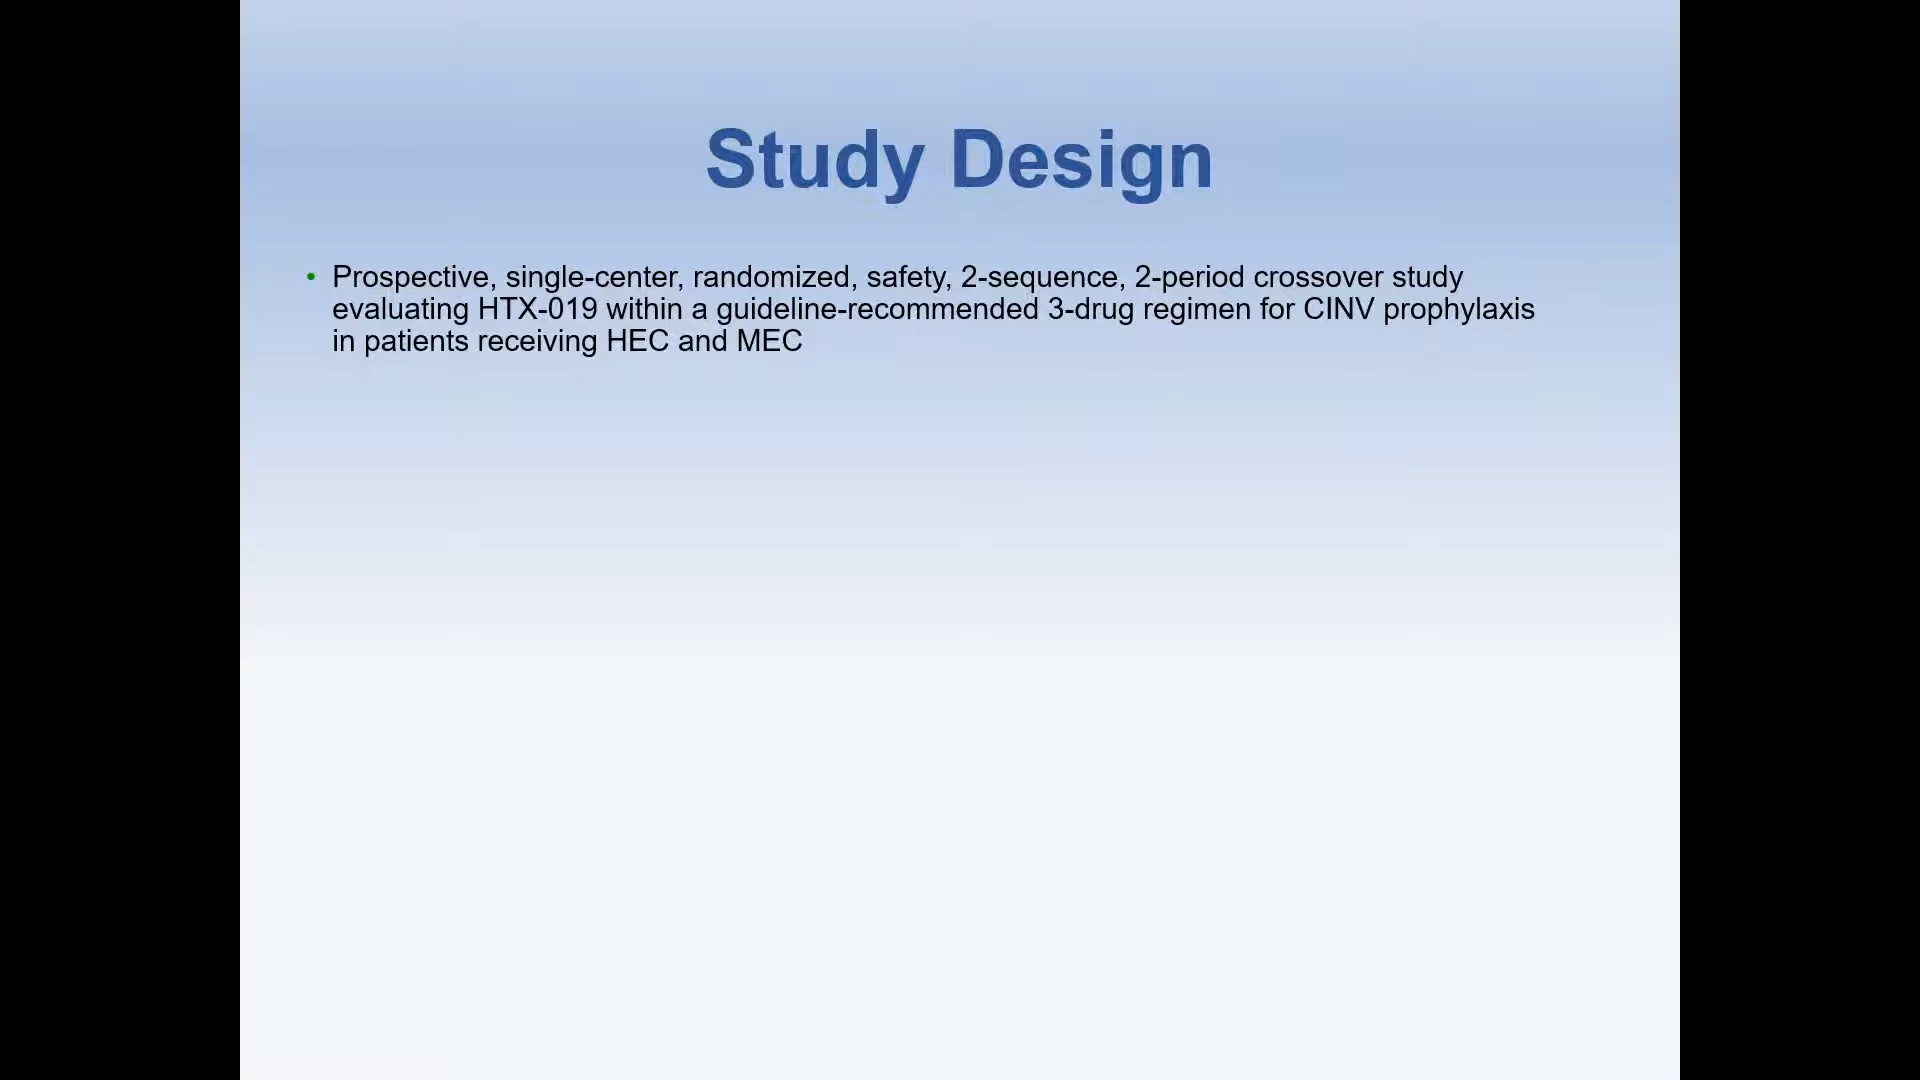 Study Design
• Prospective, single-center, randomized, safety, 2-sequence, 2-period crossover study
evaluating HTX-019 within a guideline-recommended 3-drug regimen for CINV prophylaxis
in patients receiving HEC and MEC